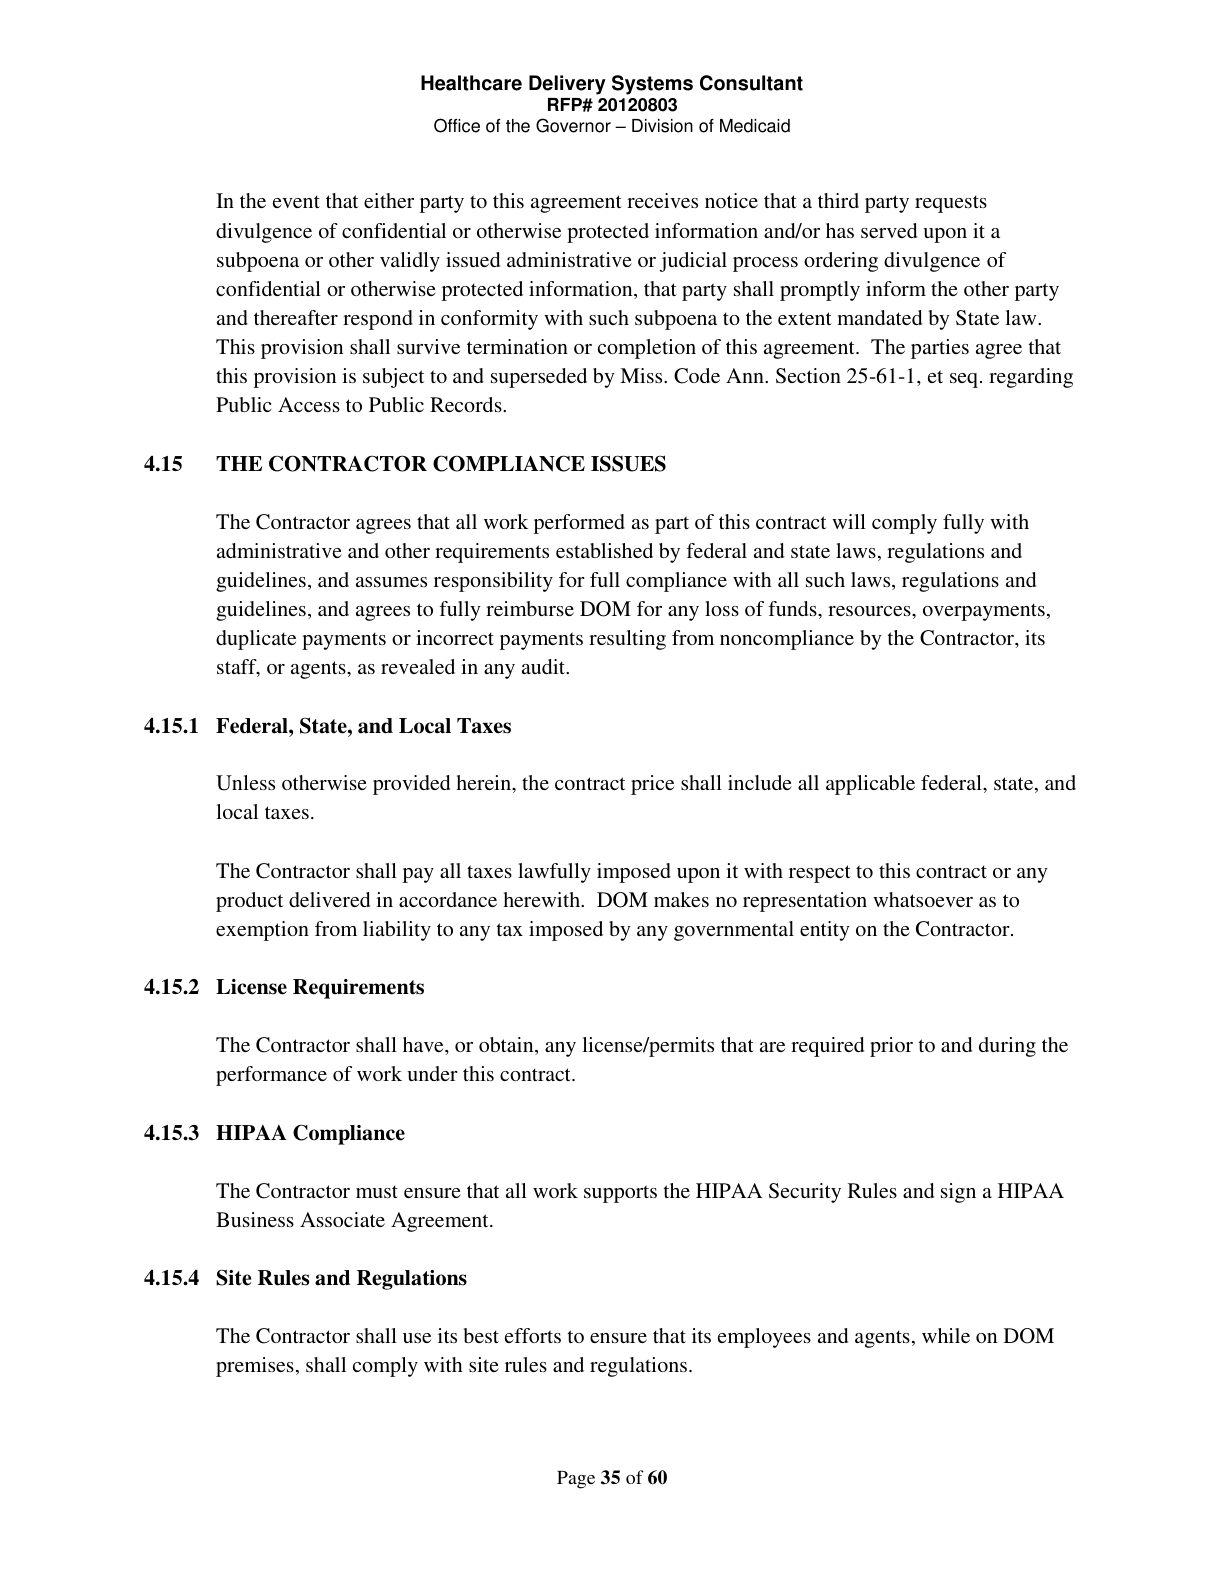 Healthcare Delivery Systems Consultant
RFP# 20120803
Office of the Governor – Division of Medicaid
In the event that either party to this agreement receives notice that a third party requests
divulgence of confidential or otherwise protected information and/or has served upon it a
subpoena or other validly issued administrative or judicial process ordering divulgence of
confidential or otherwise protected information, that party shall promptly inform the other party
and thereafter respond in conformity with such subpoena to the extent mandated by State law.
This provision shall survive termination or completion of this agreement.  The parties agree that
this provision is subject to and superseded by Miss. Code Ann. Section 25-61-1, et seq. regarding
Public Access to Public Records.
4.15 THE CONTRACTOR COMPLIANCE ISSUES
The Contractor agrees that all work performed as part of this contract will comply fully with
administrative and other requirements established by federal and state laws, regulations and
guidelines, and assumes responsibility for full compliance with all such laws, regulations and
guidelines, and agrees to fully reimburse DOM for any loss of funds, resources, overpayments,
duplicate payments or incorrect payments resulting from noncompliance by the Contractor, its
staff, or agents, as revealed in any audit.
4.15.1 Federal, State, and Local Taxes
Unless otherwise provided herein, the contract price shall include all applicable federal, state, and
local taxes.
The Contractor shall pay all taxes lawfully imposed upon it with respect to this contract or any
product delivered in accordance herewith.  DOM makes no representation whatsoever as to
exemption from liability to any tax imposed by any governmental entity on the Contractor.
4.15.2 License Requirements
The Contractor shall have, or obtain, any license/permits that are required prior to and during the
performance of work under this contract.
4.15.3 HIPAA Compliance
The Contractor must ensure that all work supports the HIPAA Security Rules and sign a HIPAA
Business Associate Agreement.
4.15.4 Site Rules and Regulations
The Contractor shall use its best efforts to ensure that its employees and agents, while on DOM
premises, shall comply with site rules and regulations.
Page 35 of 60